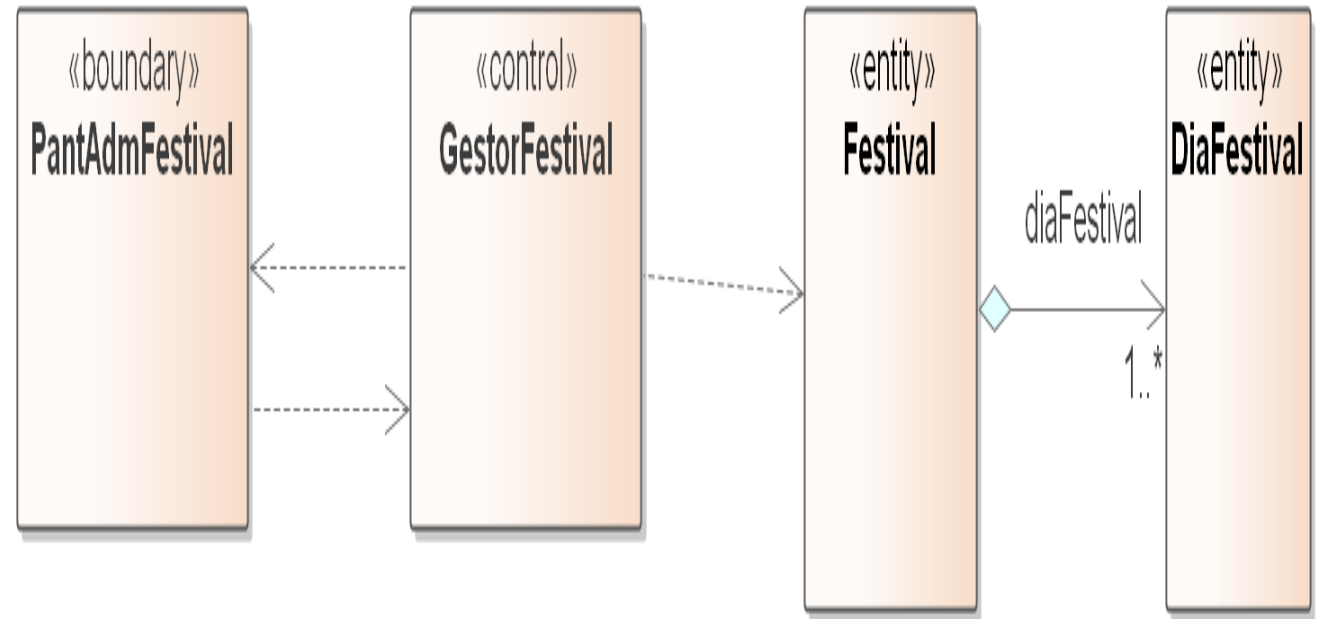 «boundary»
PantAdmFestival
«control»
GestorFestival
«entity»
Festival
«entity»
DiaFestival
diaFestival
1..*